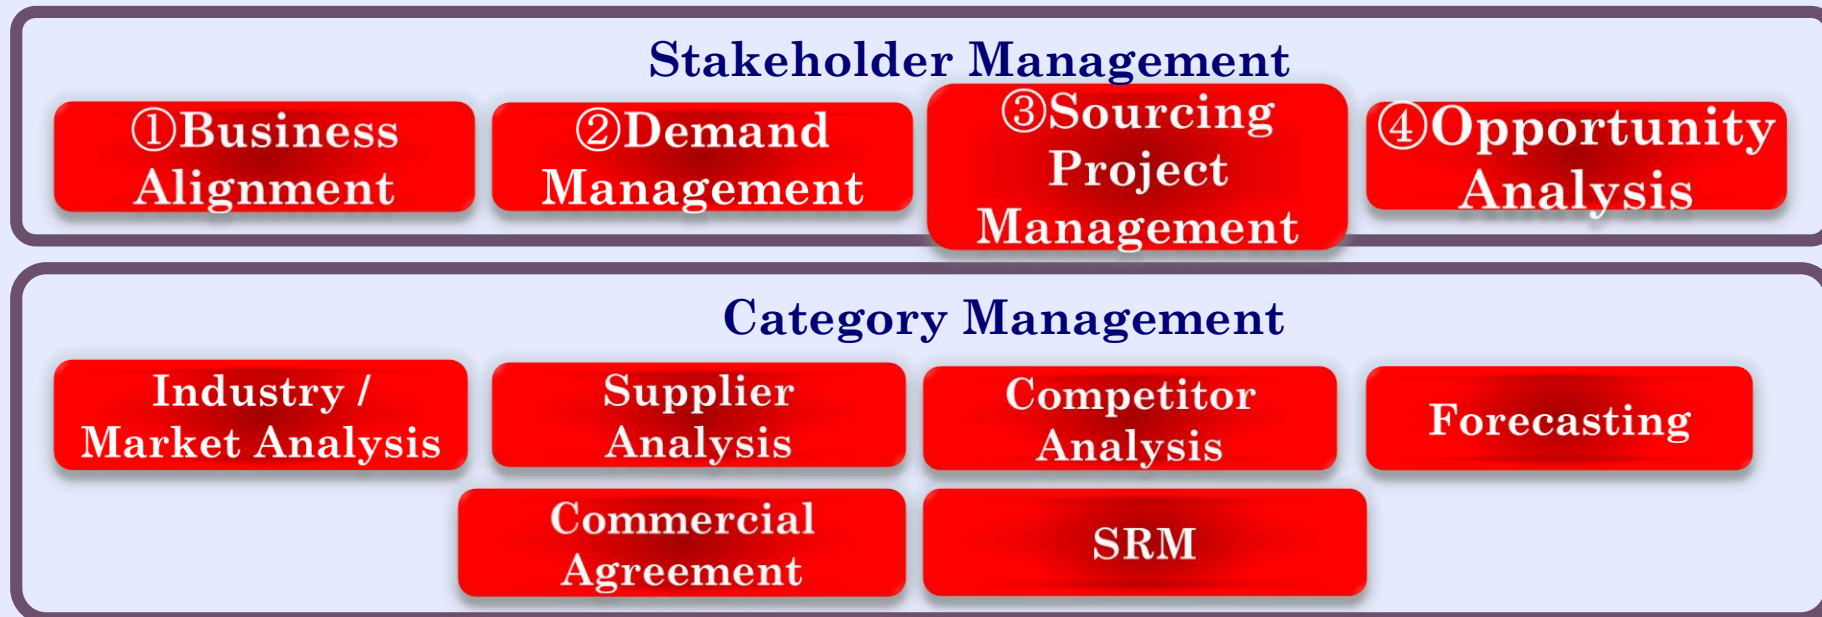 Stakeholder Management
①Business
Alignment
②Demand
Management
③Sourcing
Project
Management
④Opportunity
Analysis
Category Management
Industry /
Market Analysis
Supplier
Analysis
Competitor
Analysis
Forecasting
Commercial
Agreement
SRM